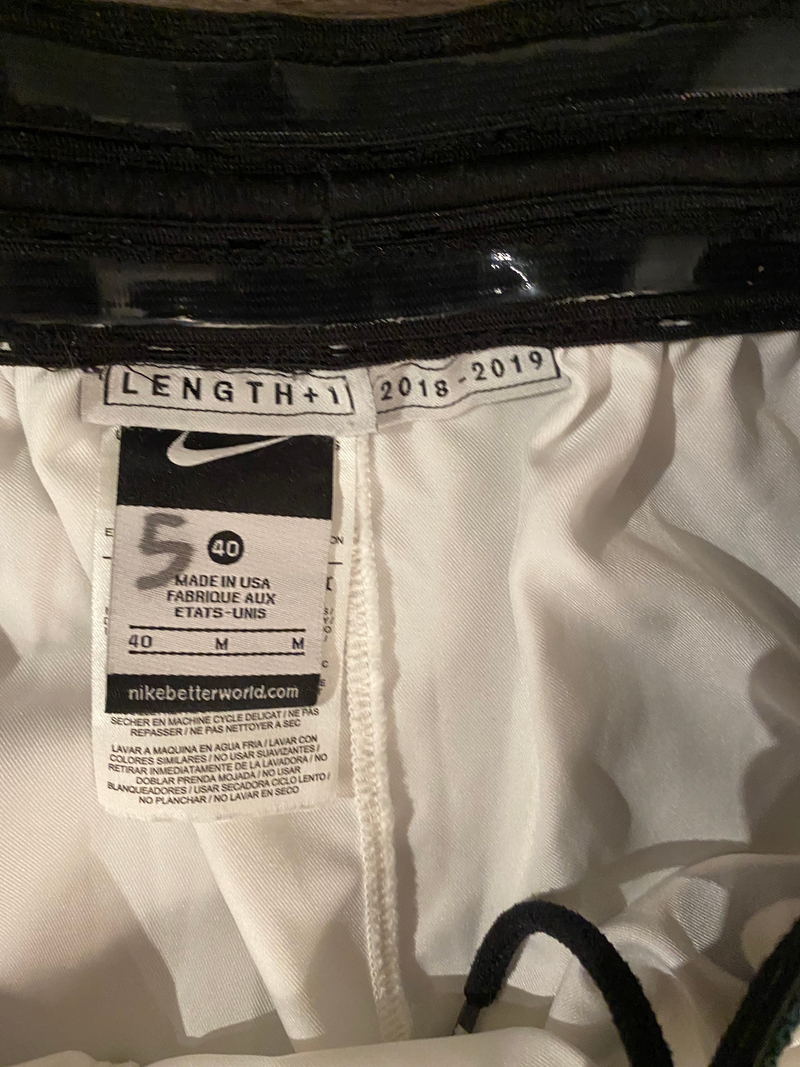 LENGTH+1
2018-2019
5
40
MADE IN USA
FABRIQUE AUX
ETATS-UNIS
40 M M
nikebetterworld.com
SECHER EN MACHINE CYCLE DELICAT / NE PAS
REPASSER / NE PAS NETTOYER A SEC
LAVAR A MAQUINA EN AGUA FRIA / LAVAR CON
COLORES SIMILARES / NO USAR SUAVIZANTES /
RETIRAR INMEDIATAMENTE DE LA LAVADORA / NO
DOBLAR PRENDA MOJADA / NO USAR
BLANQUEADORES / USAR SECADORA CICLO LENTO /
NO PLANCHAR / NO LAVAR EN SECO